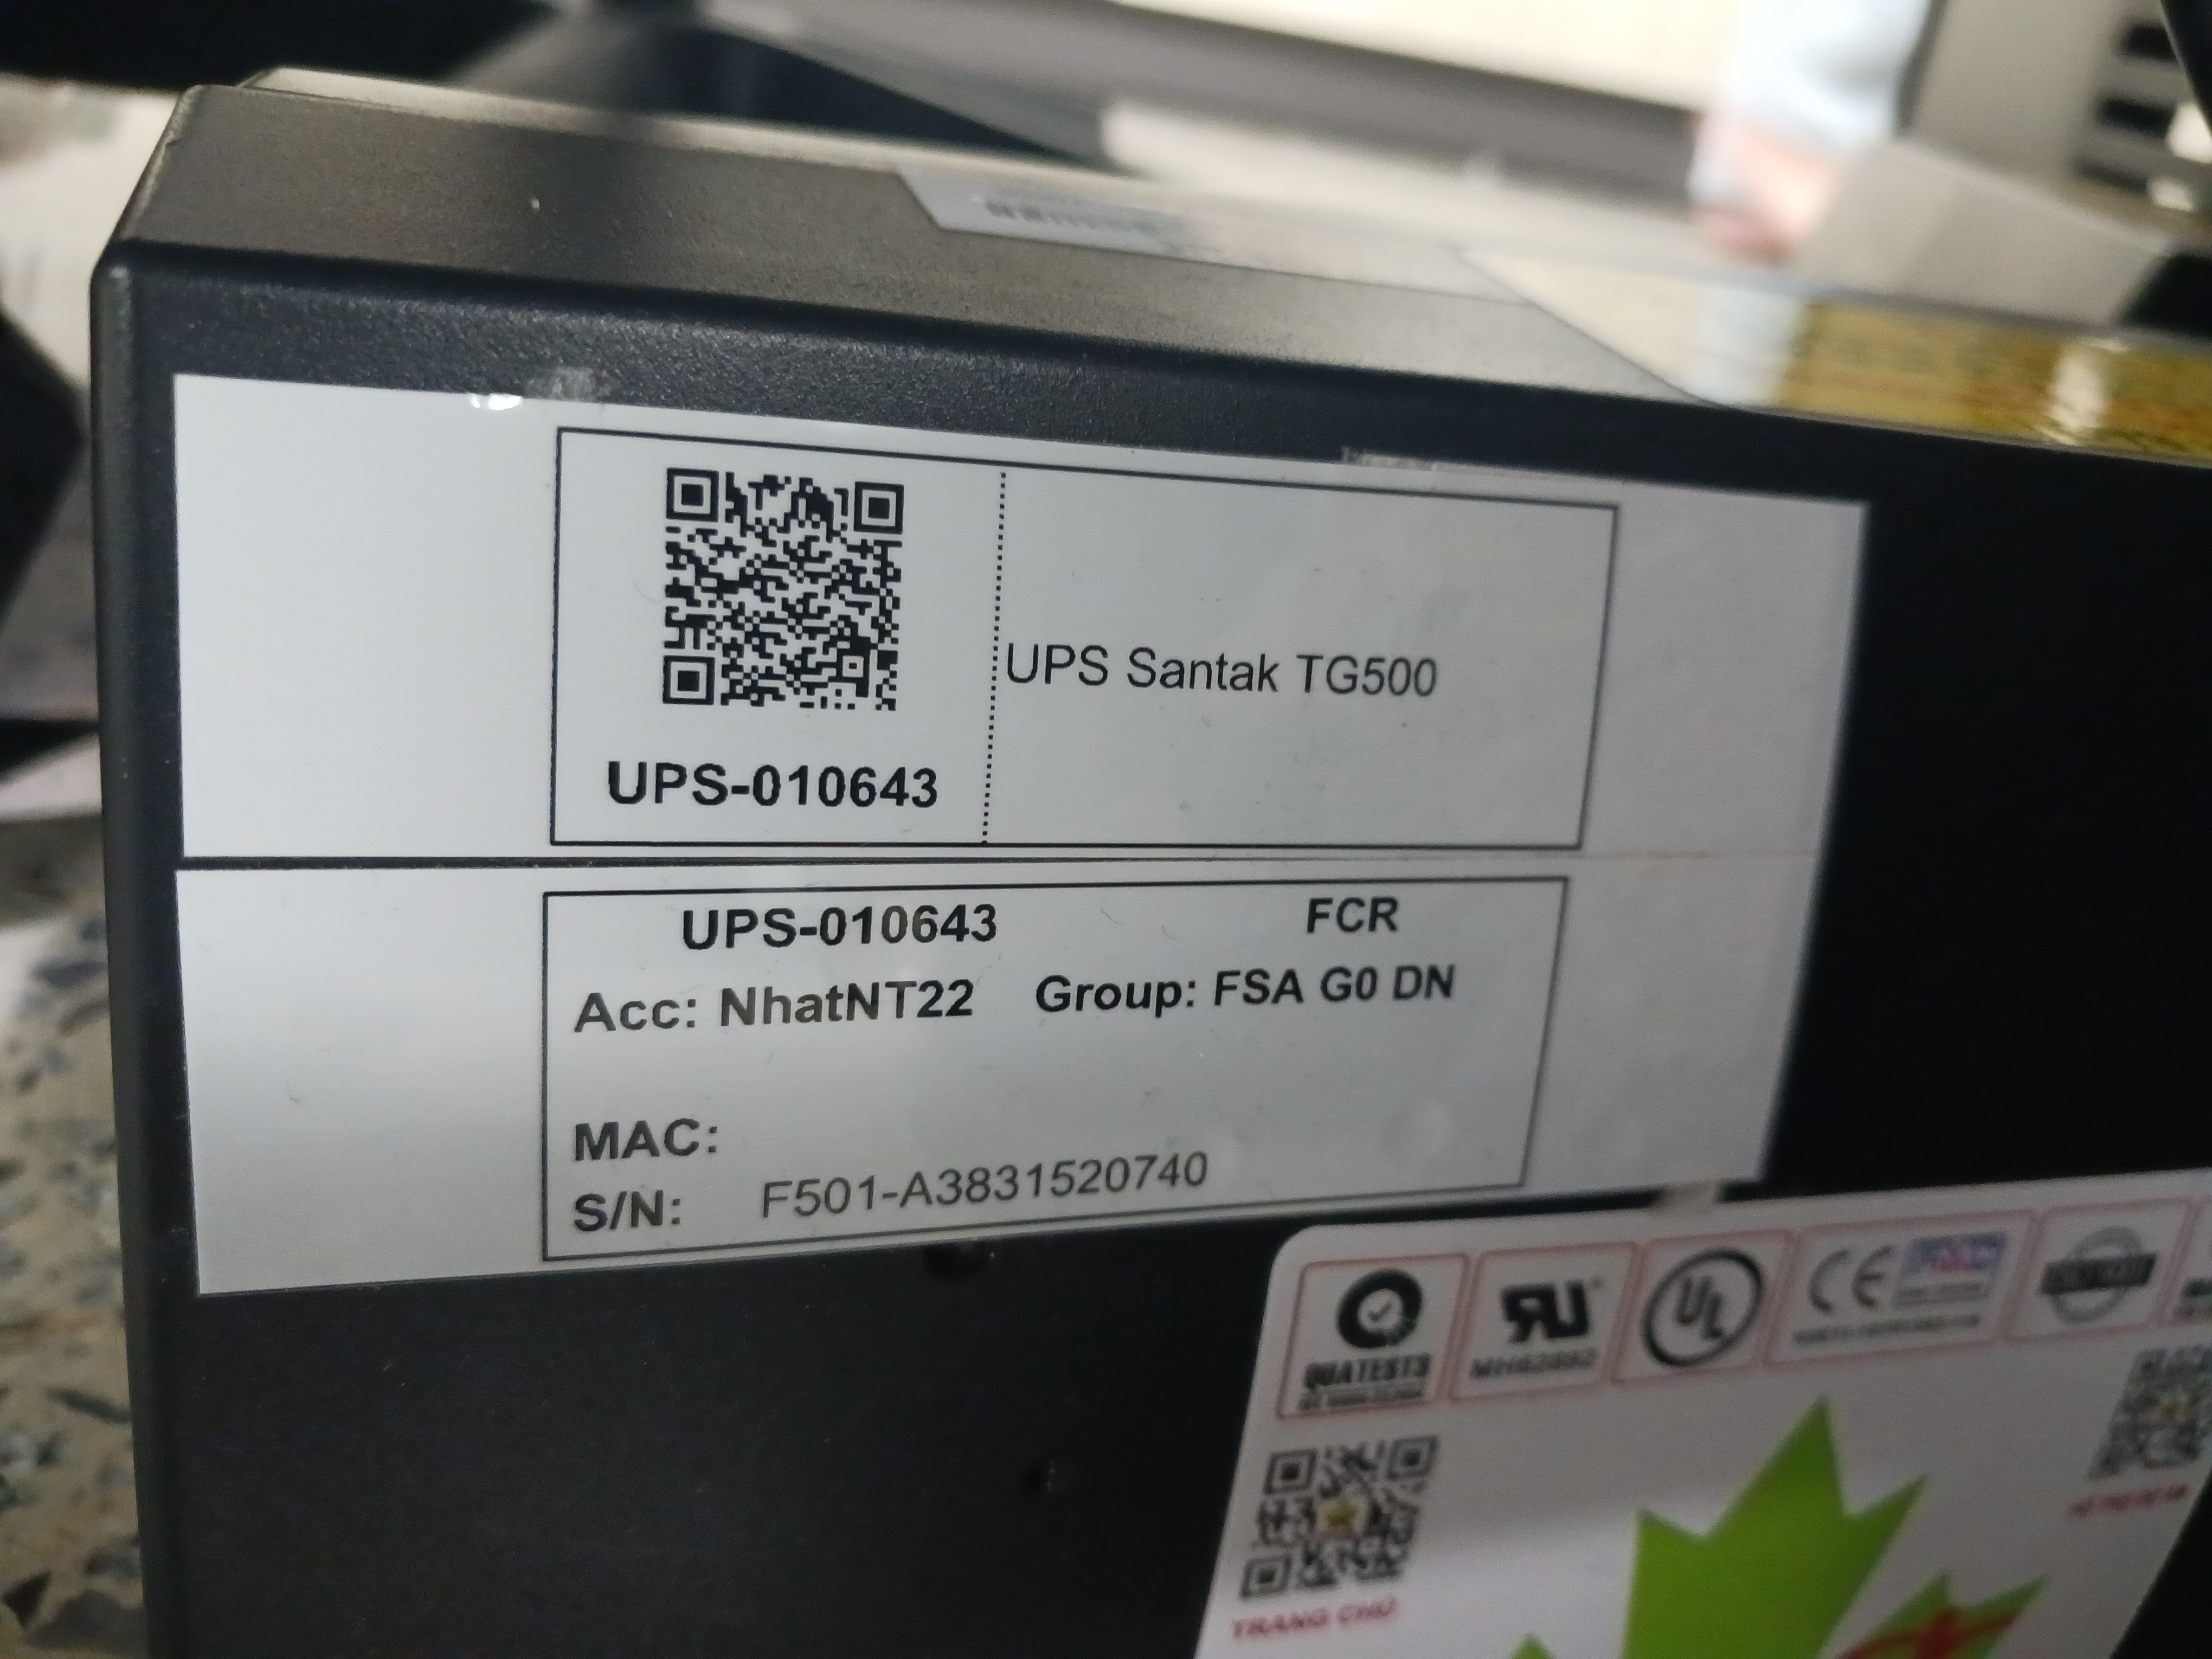 UPS Santak TG500
UPS-010643
UPS-010643 FCR
Acc: NhatNT22 Group: FSA G0 DN
MAC:
S/N: F501-A3831520740
QUATEST3
UL
CE
TRANG CHỦ